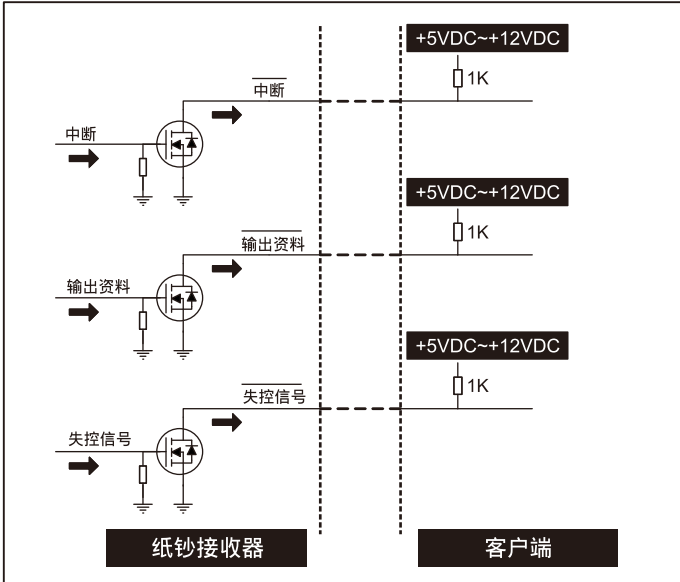 +5VDC~+12VDC
1K
中断
中断
+5VDC~+12VDC
1K
输出资料
输出资料
+5VDC~+12VDC
1K
失控信号
失控信号
纸钞接收器
客户端